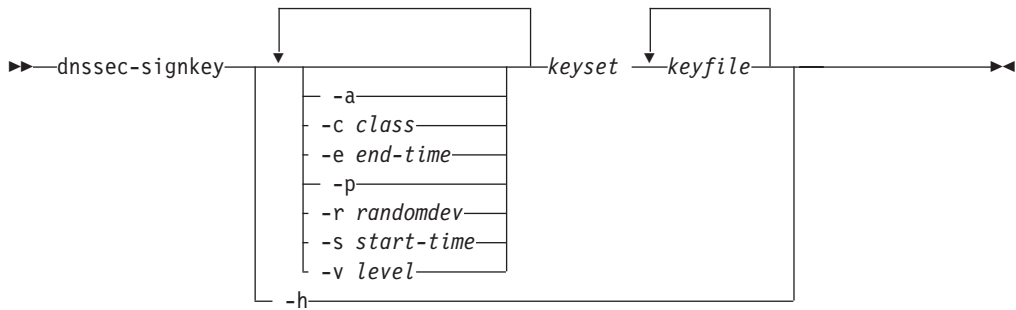 dnssec-signkey keyset keyfile
-a
-c class
-e end-time
-p
-r randomdev
-s start-time
-v level
-h